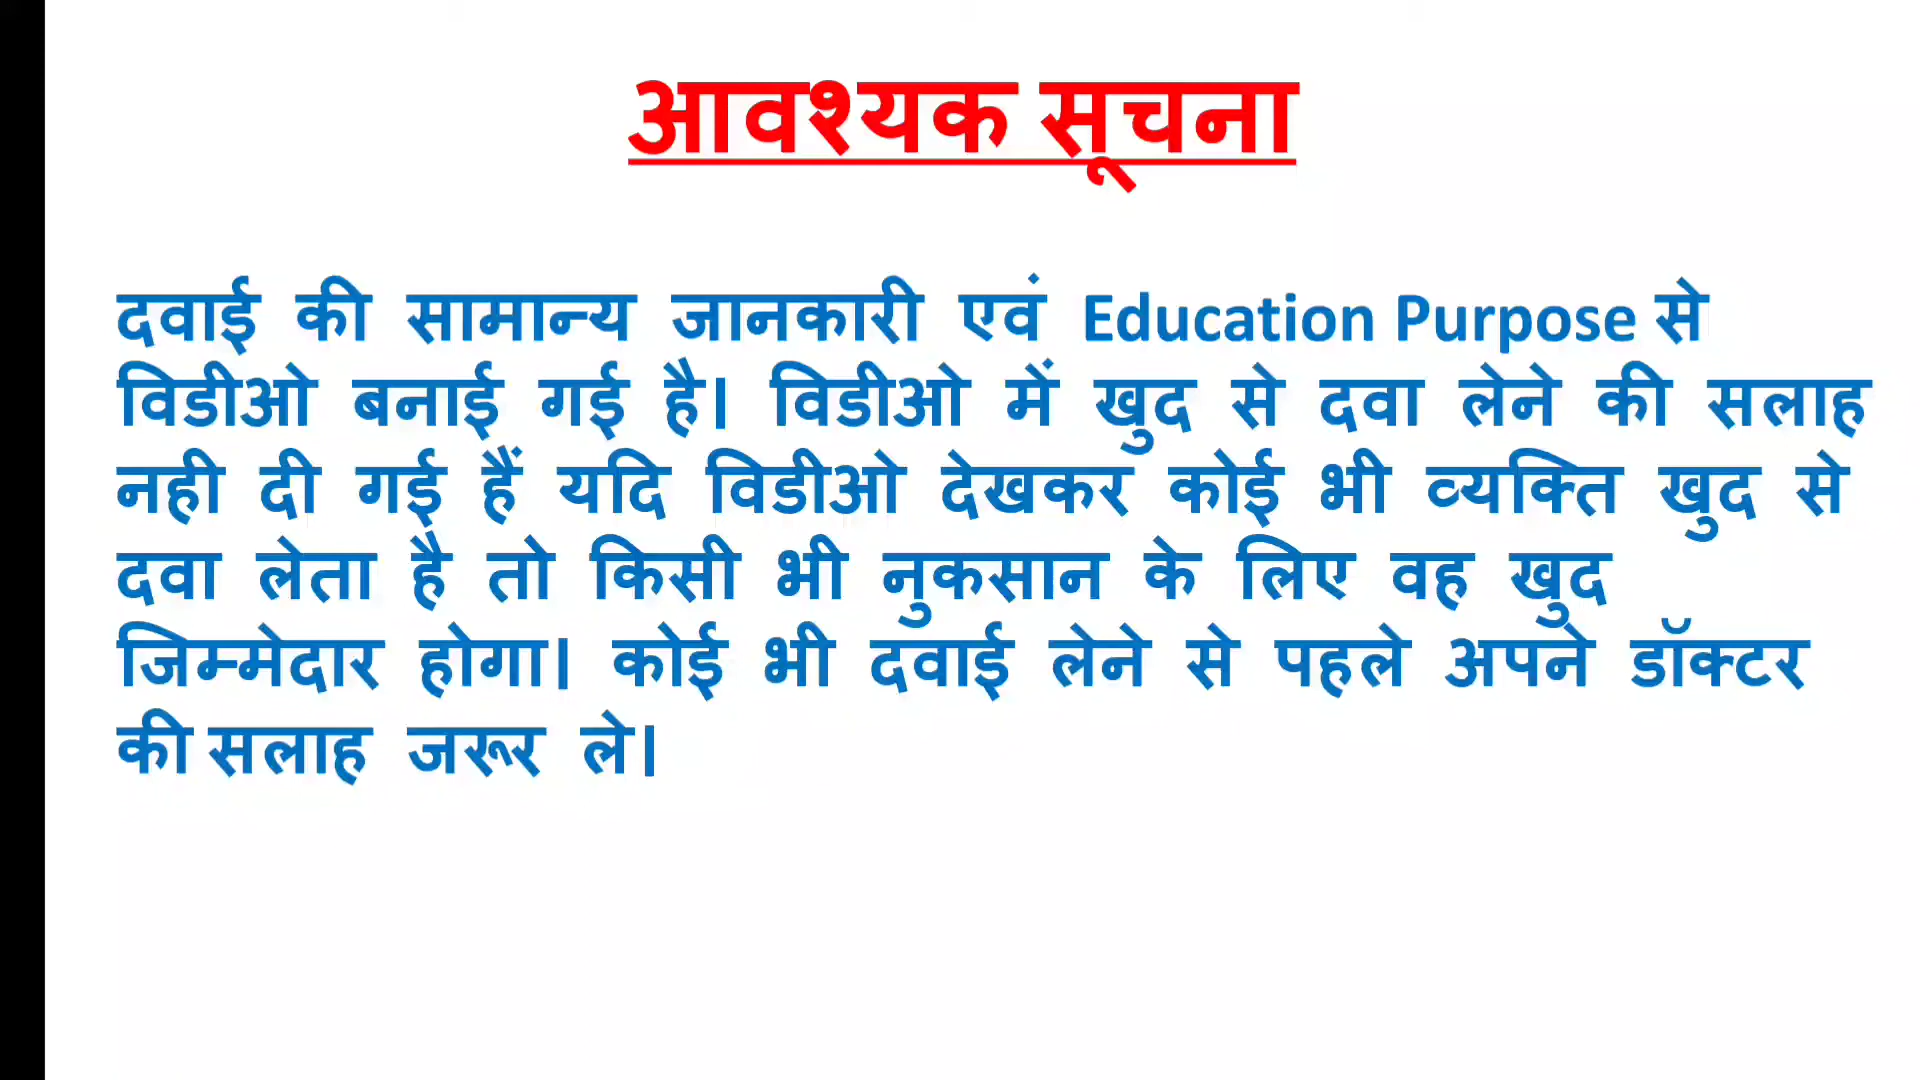 आवश्यक सूचना
दवाई की सामान्य जानकारी एवं Education Purpose से
विडीओ बनाई गई है। विडीओ में खुद से दवा लेने की सलाह
नही दी गई हैं यदि विडीओ देखकर कोई भी व्यक्ति खुद से
दवा लेता है तो किसी भी नुकसान के लिए वह खुद
जिम्मेदार होगा। कोई भी दवाई लेने से पहले अपने डॉक्टर
की सलाह जरूर ले।